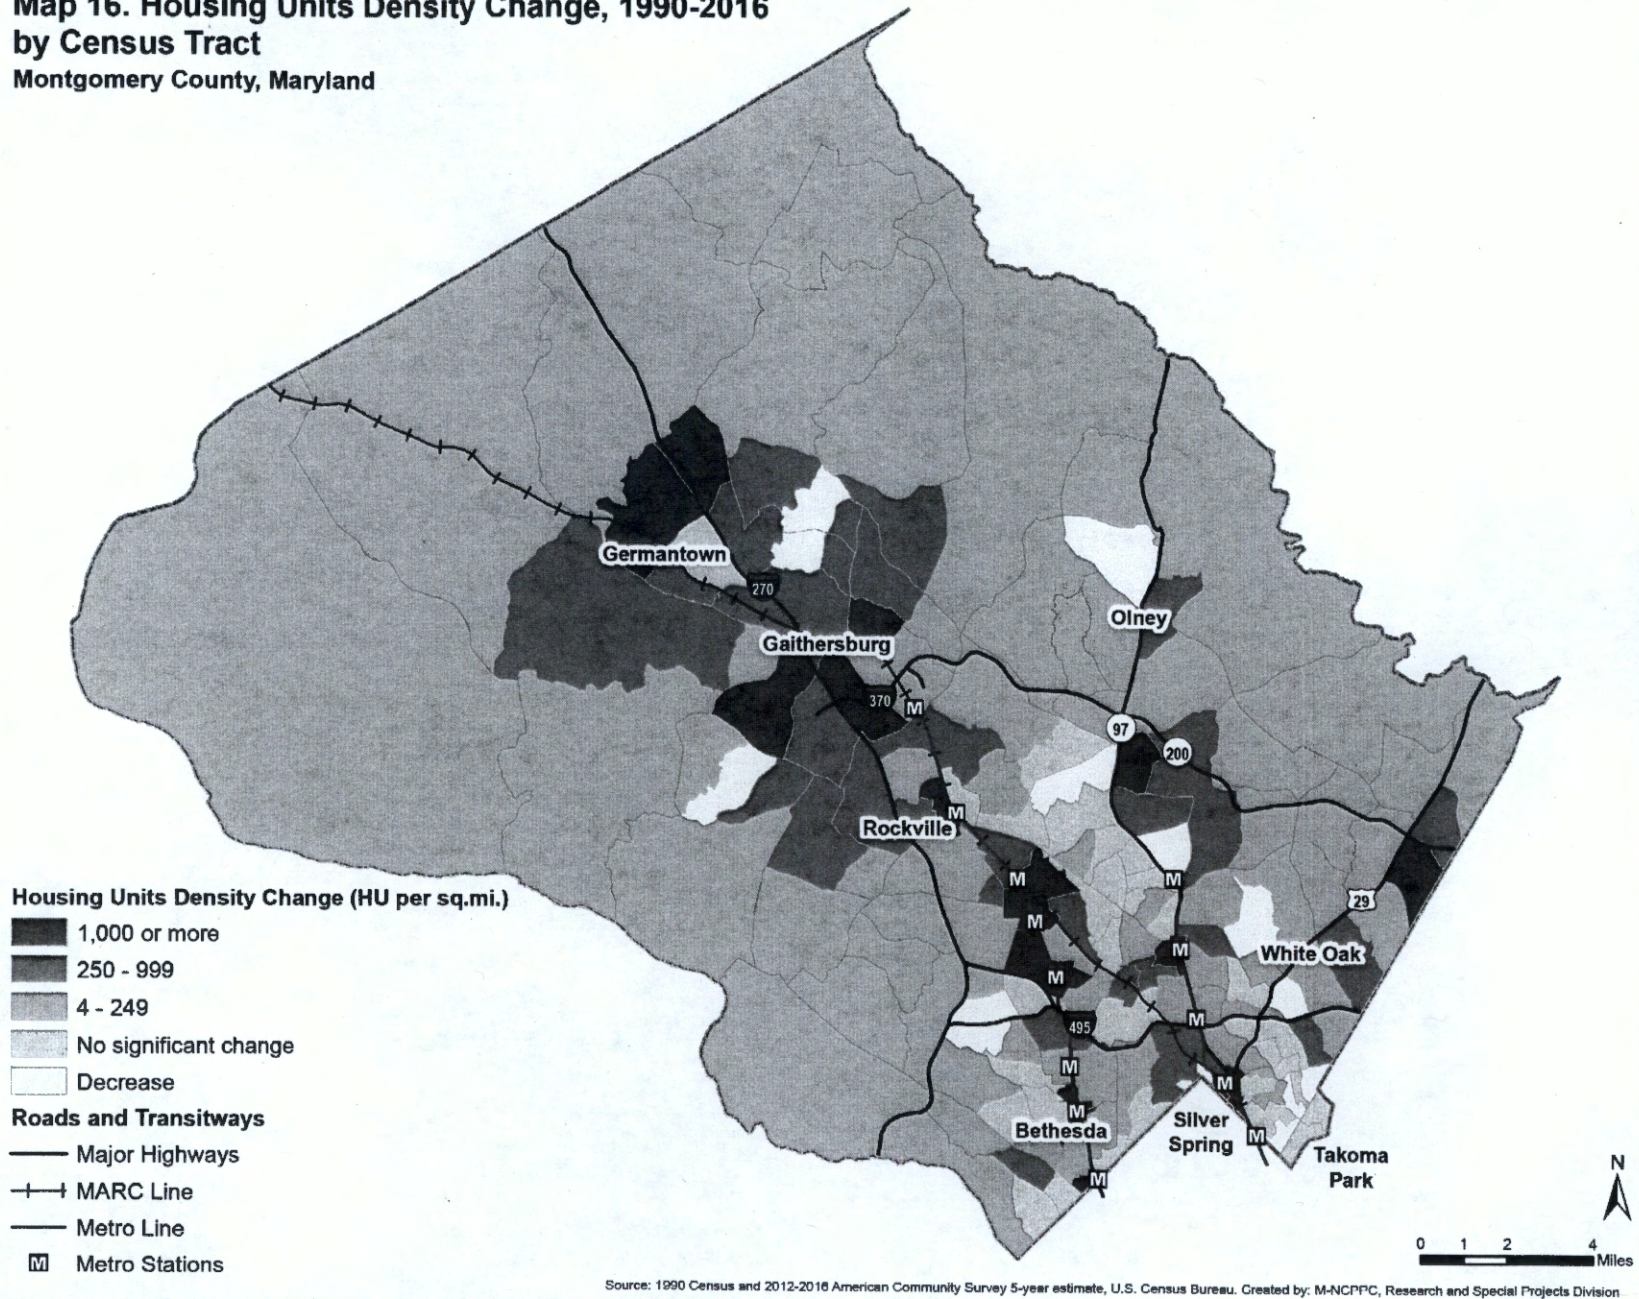 Map 16. Housing Units Density Change, 1990-2016
by Census Tract
Montgomery County, Maryland
Germantown
270
Olney
Gaithersburg
370
M
97
200
M
Rockville
M
M
29
M
M
White Oak
M
M
495
M
M
M
Bethesda
Silver
Spring
M
Takoma
Park
M
Housing Units Density Change (HU per sq.mi.)
1,000 or more
250 - 999
4 - 249
No significant change
Decrease
Roads and Transitways
Major Highways
MARC Line
Metro Line
M Metro Stations
N
0 1 2 4
Miles
Source: 1990 Census and 2012-2016 American Community Survey 5-year estimate, U.S. Census Bureau. Created by: M-NCPPC, Research and Special Projects Division